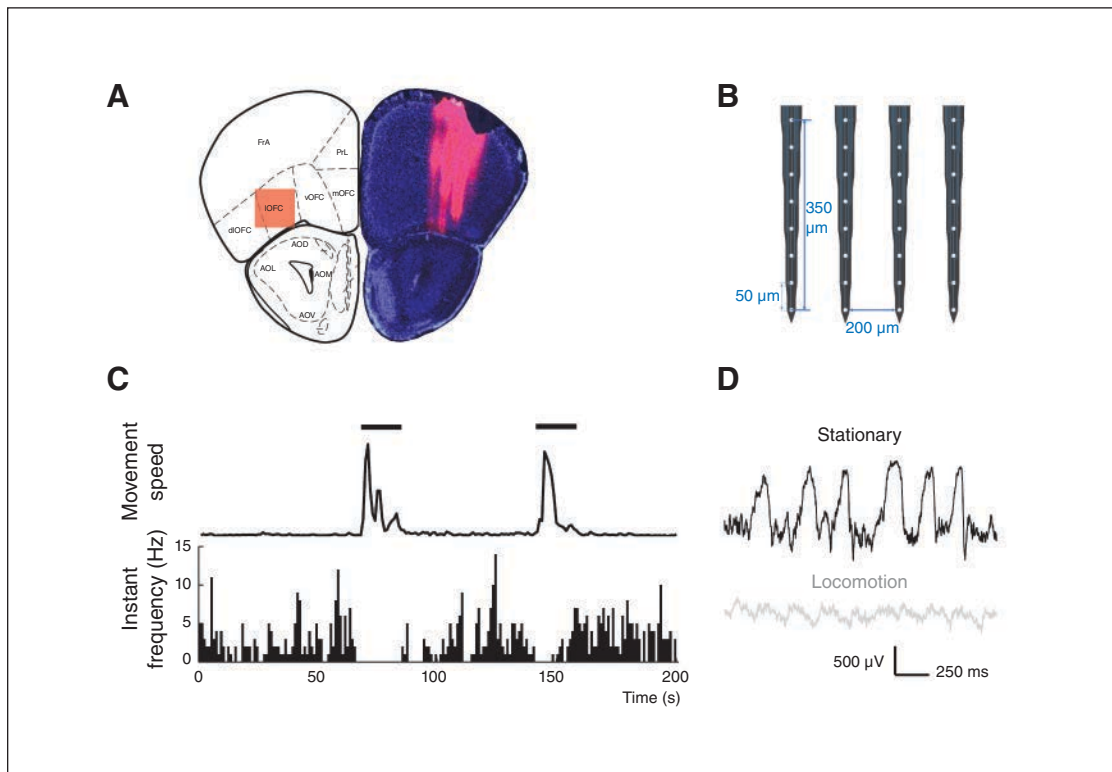 A
FrA
PrL
vOFC
mOFC
iOFC
dlOFC
AOD
AOL
AOM
AOV
B
350
µm
50 µm
200 µm
C
Movement
speed
Instant
frequency (Hz)
15
10
5
0
0
50
100
150
200
Time (s)
D
Stationary
Locomotion
500 µV
250 ms